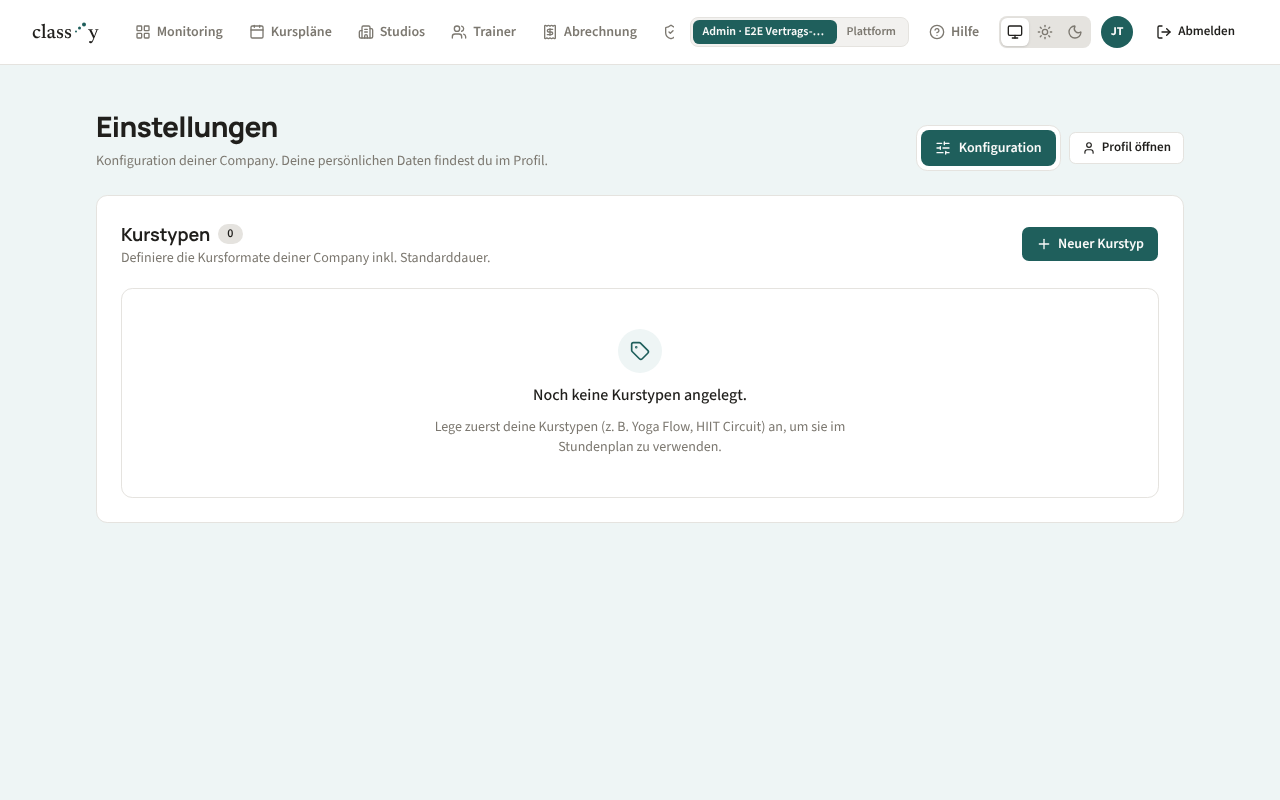 class y
Monitoring
Kurspläne
Studios
Trainer
Abrechnung
Admin · E2E Vertrags-...
Plattform
Hilfe
JT
Abmelden
Einstellungen
Konfiguration deiner Company. Deine persönlichen Daten findest du im Profil.
Konfiguration
Profil öffnen
Kurstypen 0
Definiere die Kursformate deiner Company inkl. Standarddauer.
Neuer Kurstyp
Noch keine Kurstypen angelegt.
Lege zuerst deine Kurstypen (z. B. Yoga Flow, HIIT Circuit) an, um sie im
Stundenplan zu verwenden.